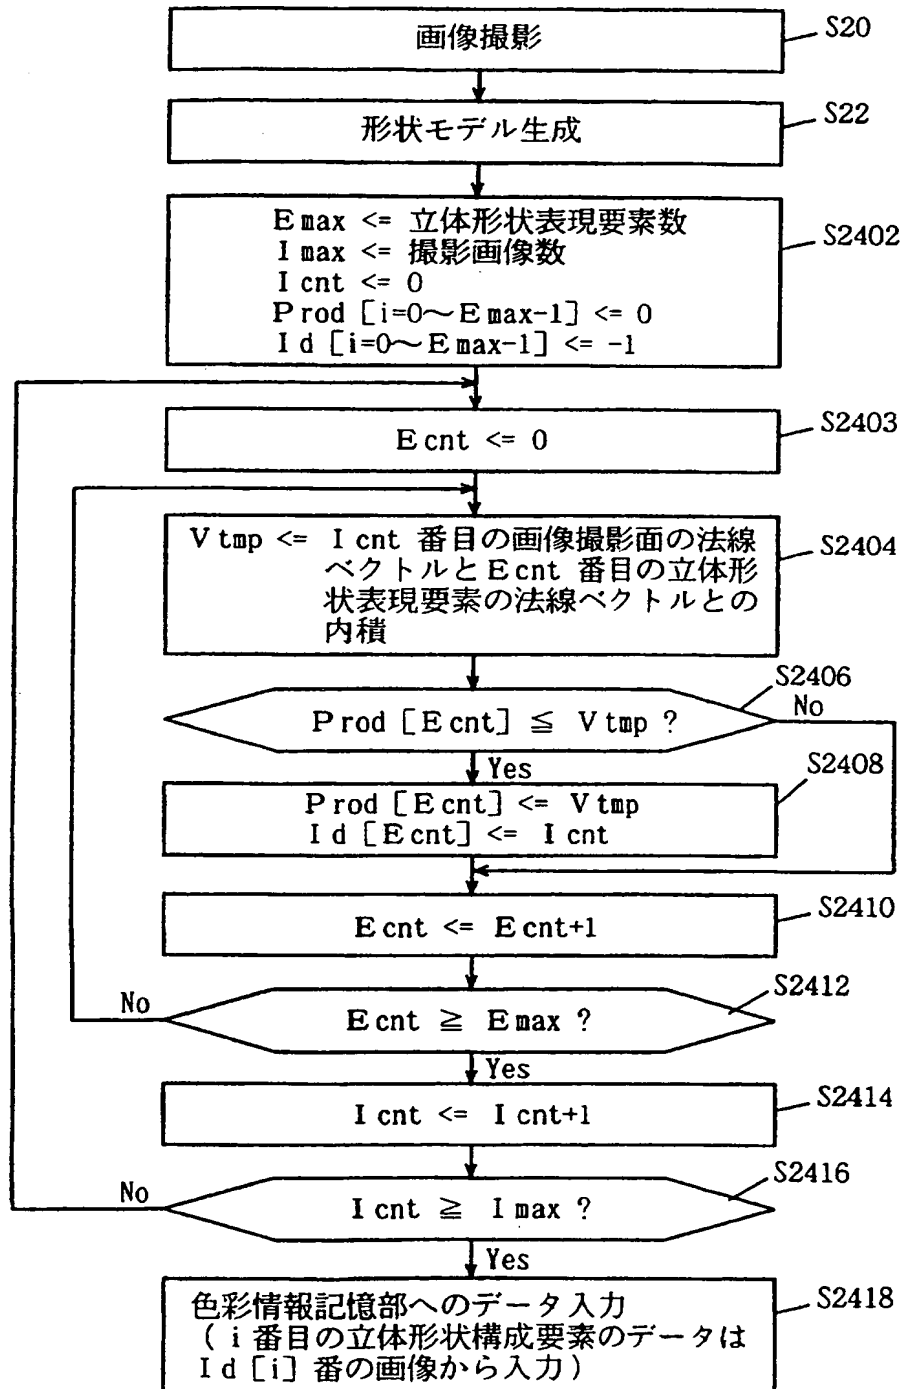 画像撮影
S20
形状モデル生成
S22
Emax <= 立体形状表現要素数
Imax <= 撮影画像数
Icnt <= 0
Prod [i=0～Emax-1] <= 0
Id [i=0～Emax-1] <= -1
S2402
Ecnt <= 0
S2403
Vtmp <= Icnt 番目の画像撮影面の法線
ベクトルとEcnt 番目の立体形
状表現要素の法線ベクトルとの
内積
S2404
S2406
Prod [Ecnt] ≦ Vtmp ?
No
Yes
S2408
Prod [Ecnt] <= Vtmp
Id [Ecnt] <= Icnt
Ecnt <= Ecnt+1
S2410
S2412
No
Ecnt ≧ Emax ?
Yes
Icnt <= Icnt+1
S2414
S2416
No
Icnt ≧ Imax ?
Yes
色彩情報記憶部へのデータ入力
( i 番目の立体形状構成要素のデータは
Id [i] 番の画像から入力)
S2418